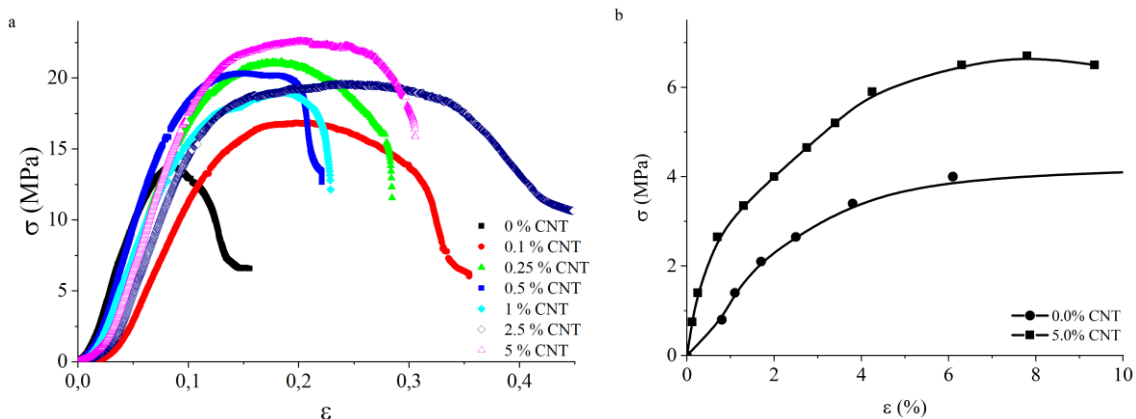 a
σ (MPa)
20
15
10
5
0
0,0
0,1
0,2
0,3
0,4
ε
0 % CNT
0.1 % CNT
0.25 % CNT
0.5 % CNT
1 % CNT
2.5 % CNT
5 % CNT
b
σ (MPa)
6
4
2
0
0
2
4
6
8
10
ε (%)
0.0% CNT
5.0% CNT